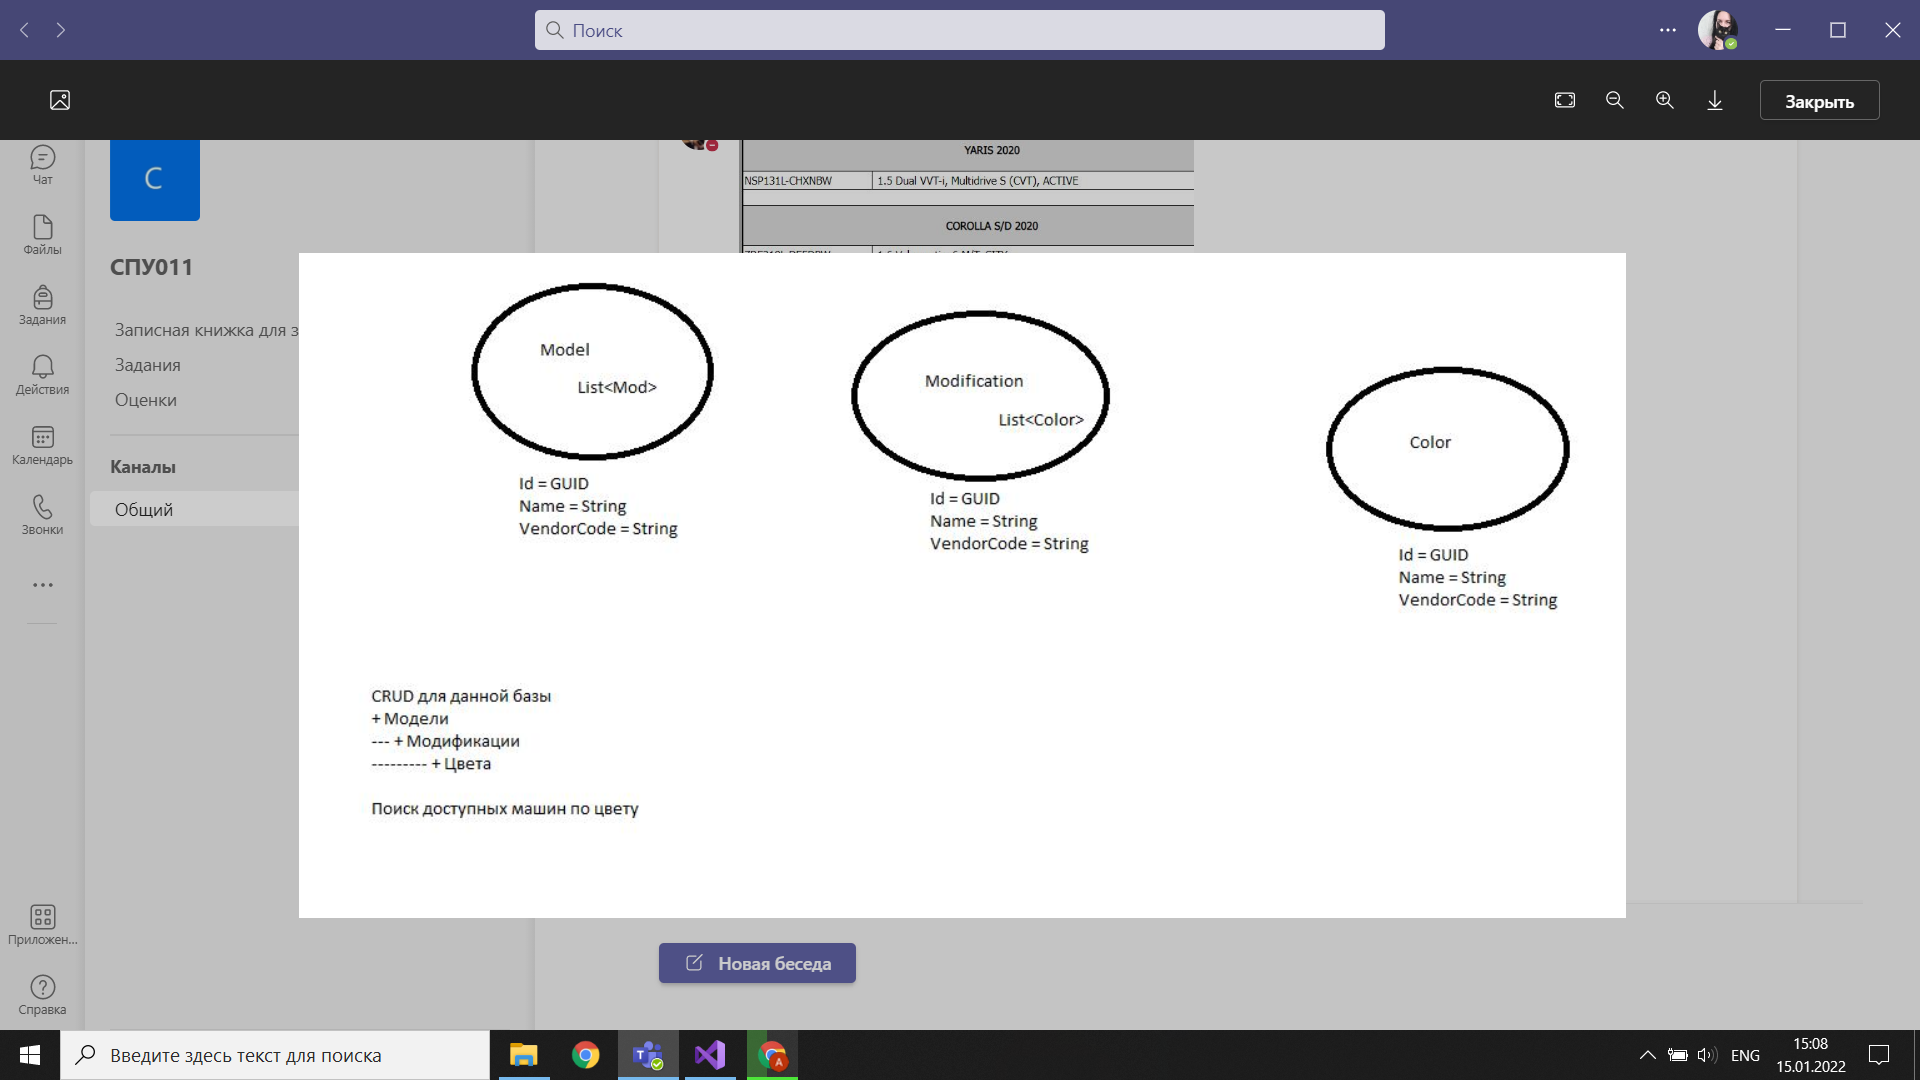 Поиск
Закрыть
Чат
Файлы
Задания
Действия
Календарь
Звонки
Приложен...
Справка
C
СПУ011
Записная книжка для з
Задания
Оценки
Каналы
Общий
YARIS 2020
NSP131L-CHXNBW
1.5 Dual VVT-i, Multidrive S (CVT), ACTIVE
COROLLA S/D 2020
Model
List<Mod>
Id = GUID
Name = String
VendorCode = String
Modification
List<Color>
Id = GUID
Name = String
VendorCode = String
Color
Id = GUID
Name = String
VendorCode = String
CRUD для данной базы
+ Модели
--- + Модификации
--------- + Цвета
Поиск доступных машин по цвету
Новая беседа
Введите здесь текст для поиска
ENG
15:08
15.01.2022